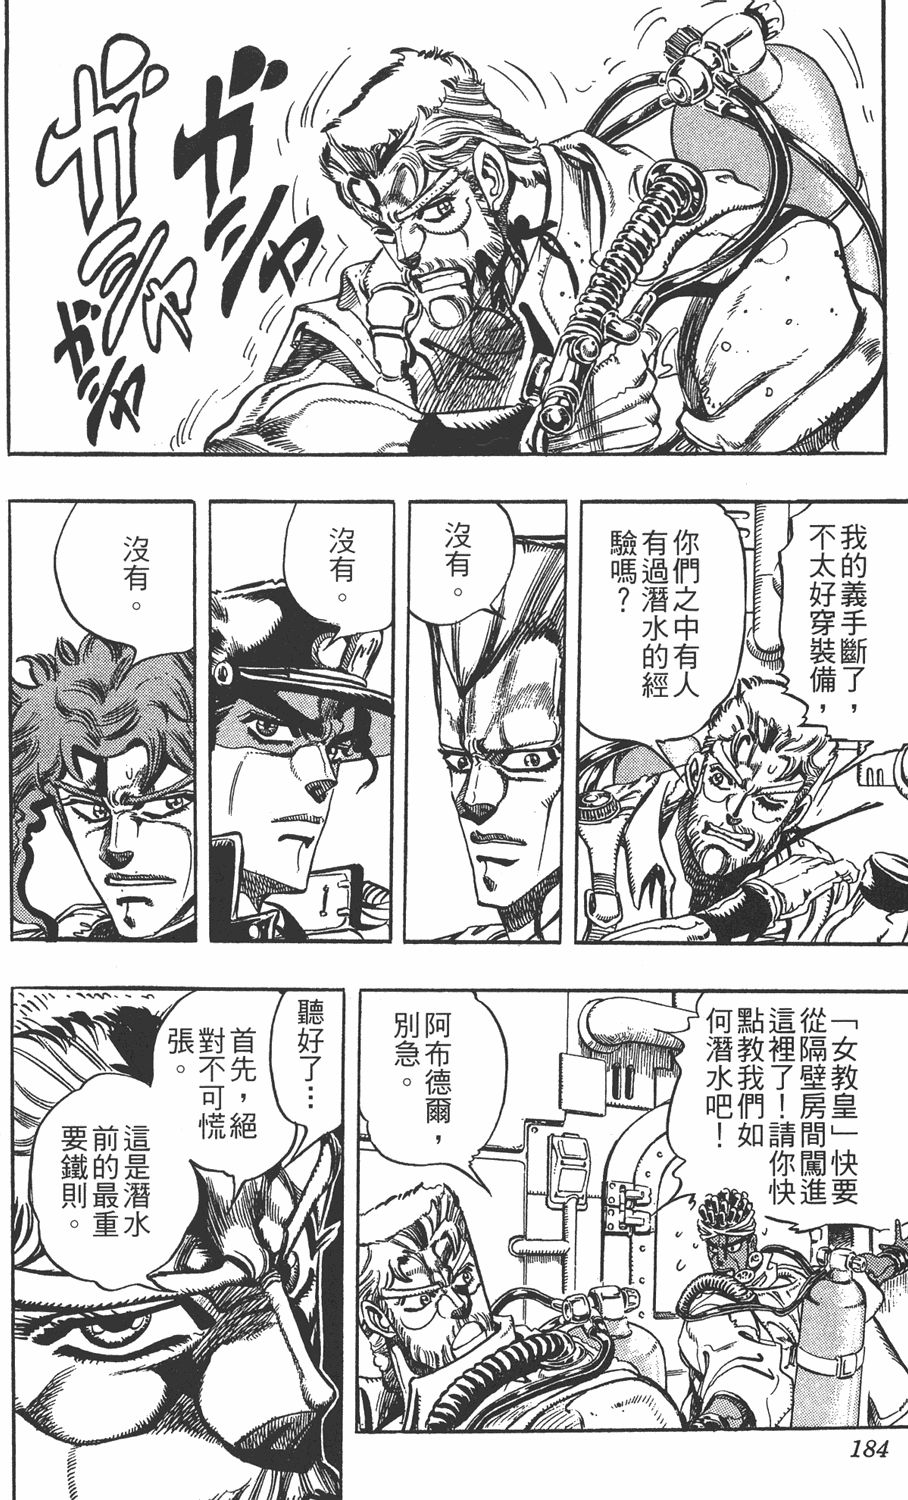 ガガガ
シャ
ガシャ
ガシャ
我的義手斷了，
不太好穿裝備，
你們之中有人
有過潛水的經
驗嗎？
沒有。
沒有。
沒有。
「女教皇」快要
從隔壁房間闖進
這裡了！請你快
點教我們如
何潛水吧！
阿布德爾，
別急。
聽好了…
首先，絕
對不可慌
張。
這是潛水
前的最重
要鐵則。
184